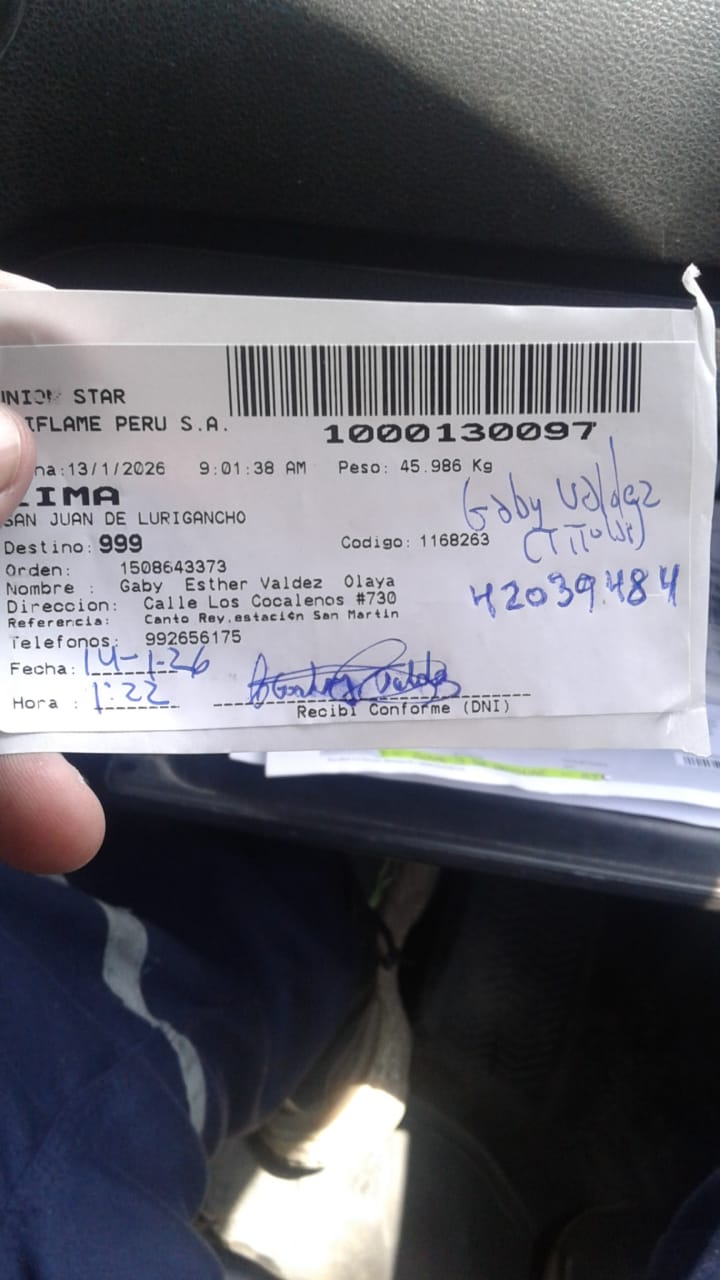 NION STAR
IFLAME PERU S.A.
1000130097
ha:13/1/2026 9:01:38 AM Peso: 45.986 Kg
LIMA
SAN JUAN DE LURIGANCHO
Gaby Valdez
Destino: 999 Codigo: 1168263
Orden: 1508643373
Nombre : Gaby Esther Valdez Olaya
42039484
Direccion: Calle Los Cocalenos #730
Referencia: Canto Rey.estación San Martin
Telefonos: 992656175
Fecha: 14-1-26
Hora : 1:22
Recibi Conforme (DNI)